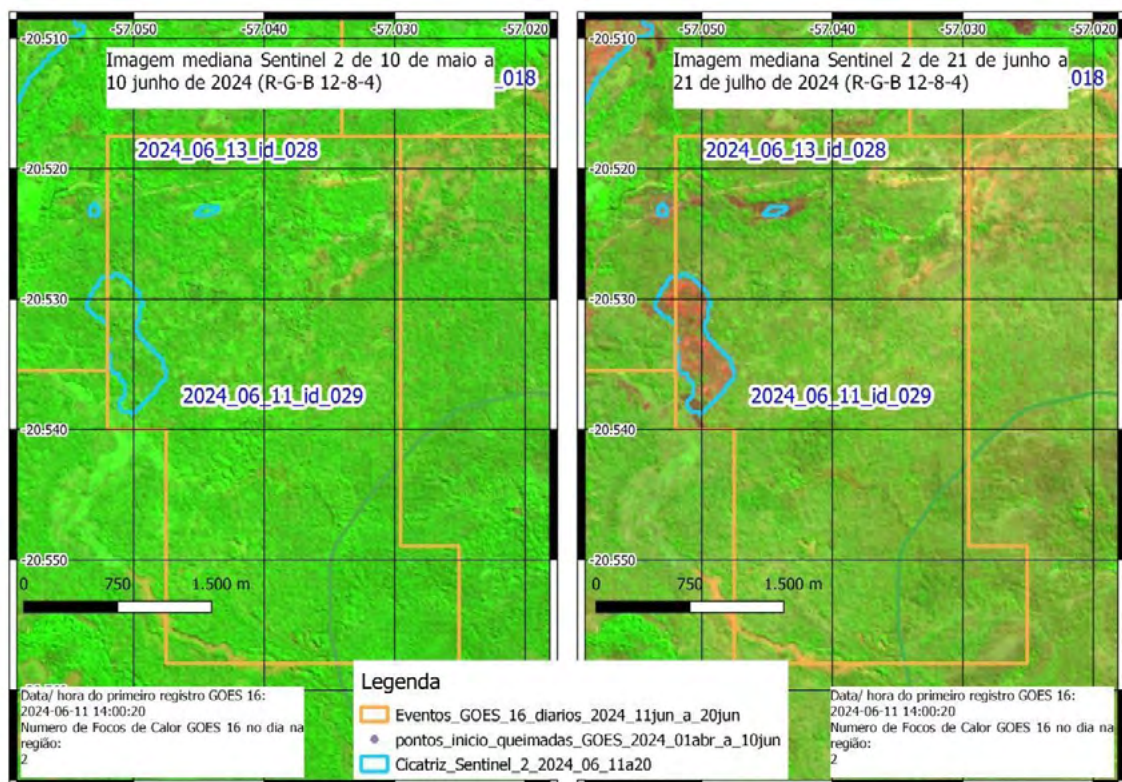 -57.050 -57.040 -57.030 -57.020
-20.510
Imagem mediana Sentinel 2 de 10 de maio a
10 junho de 2024 (R-G-B 12-8-4)
_018
2024_06_13_id_028
-20.520
-20.530
2024_06_11_id_029
-20.540
-20.550
0 750 1.500 m
Data/ hora do primeiro registro GOES 16:
2024-06-11 14:00:20
Numero de Focos de Calor GOES 16 no dia na
região:
2
-57.050 -57.040 -57.030 -57.020
-20.510
Imagem mediana Sentinel 2 de 21 de junho a
21 de julho de 2024 (R-G-B 12-8-4)
_018
2024_06_13_id_028
-20.520
-20.530
2024_06_11_id_029
-20.540
-20.550
0 750 1.500 m
Data/ hora do primeiro registro GOES 16:
2024-06-11 14:00:20
Numero de Focos de Calor GOES 16 no dia na
região:
2
Legenda
Eventos_GOES_16_diarios_2024_11jun_a_20jun
pontos_inicio_queimadas_GOES_2024_01abr_a_10jun
Cicatriz_Sentinel_2_2024_06_11a20